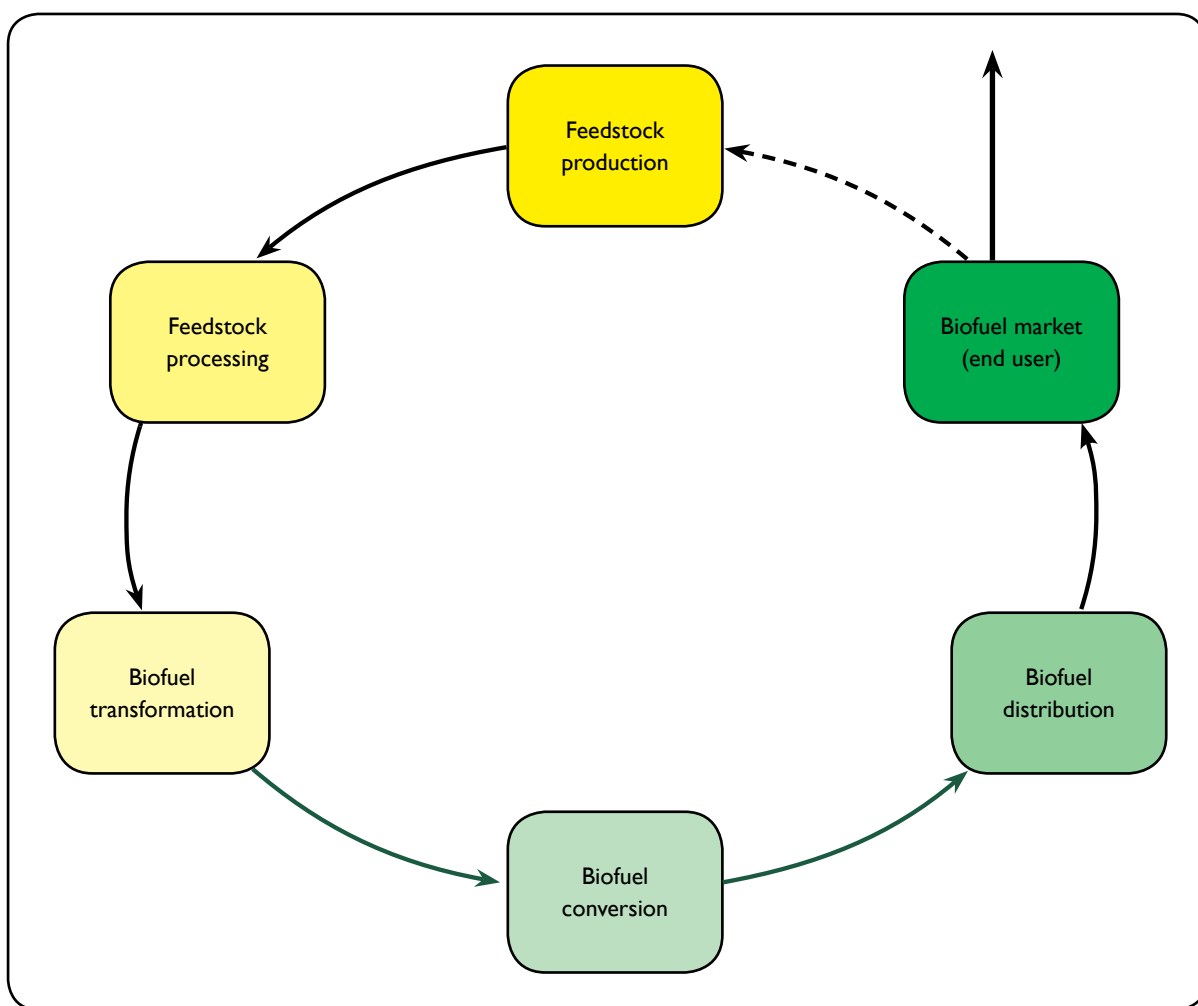 Feedstock
production
Feedstock
processing
Biofuel market
(end user)
Biofuel
transformation
Biofuel
distribution
Biofuel
conversion